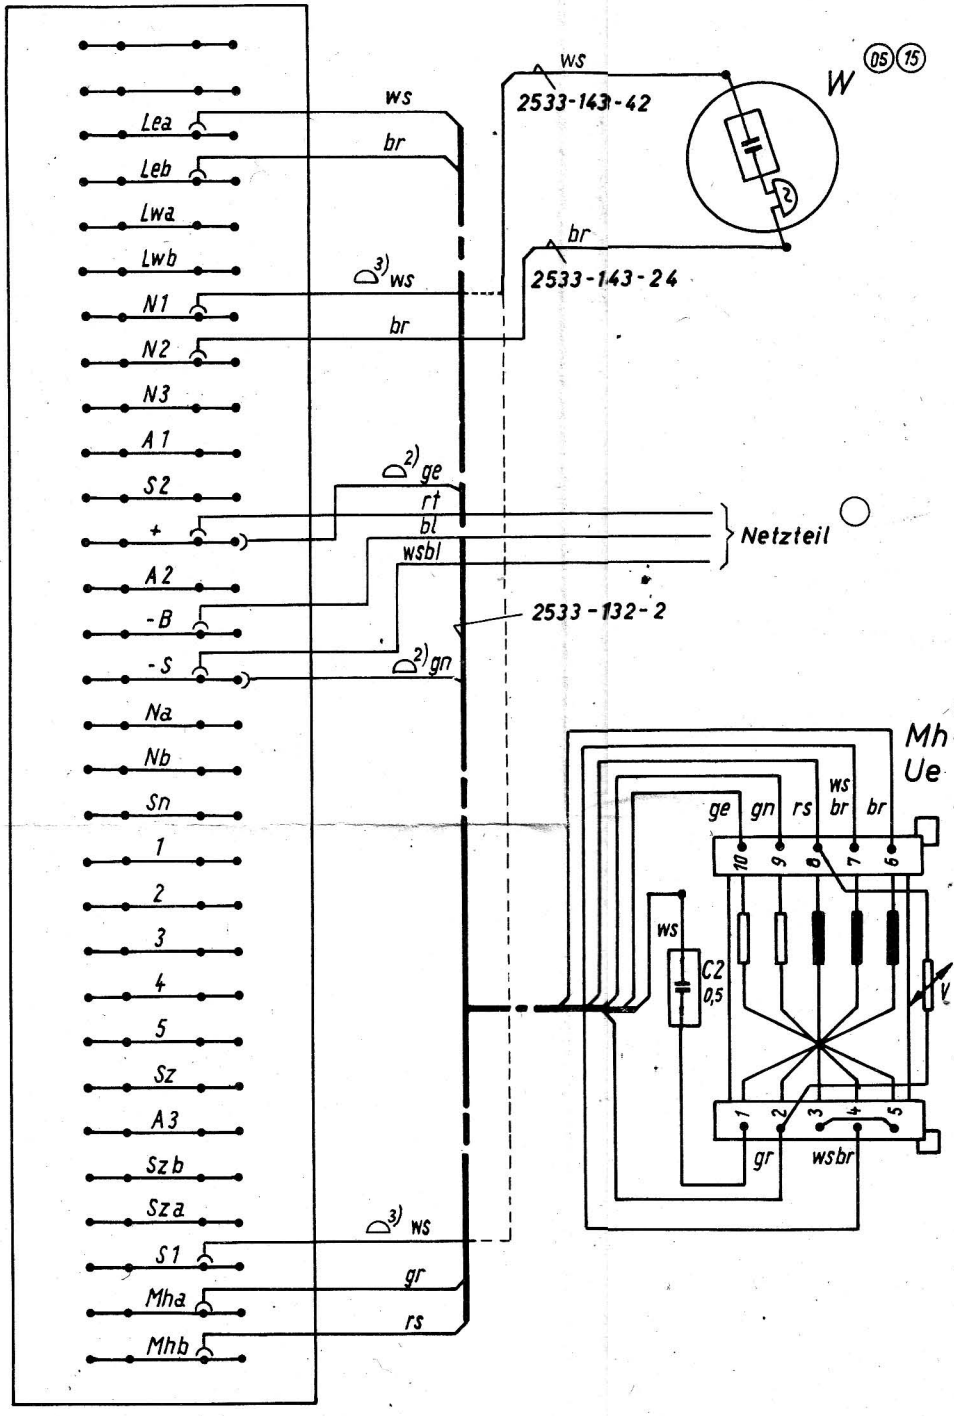 ws
W
05 15
2533-143-42
ws
Lea
br
Leb
Lwa
br
Lwb
3) ws
2533-143-24
N1
br
N2
N3
A1
2) ge
S2
rt
+
bl
Netzteil
wsbl
A2
-B
2533-132-2
-S
2) gn
Na
Mh
Nb
Ue
ws
ge gn rs br br
Sn
1
10 9 8 7 6
2
ws
3
C2
0,5
V
4
5
Sz
1 2 3 4 5
A3
gr wsbr
Szb
Sza
3) ws
S1
gr
Mha
rs
Mhb